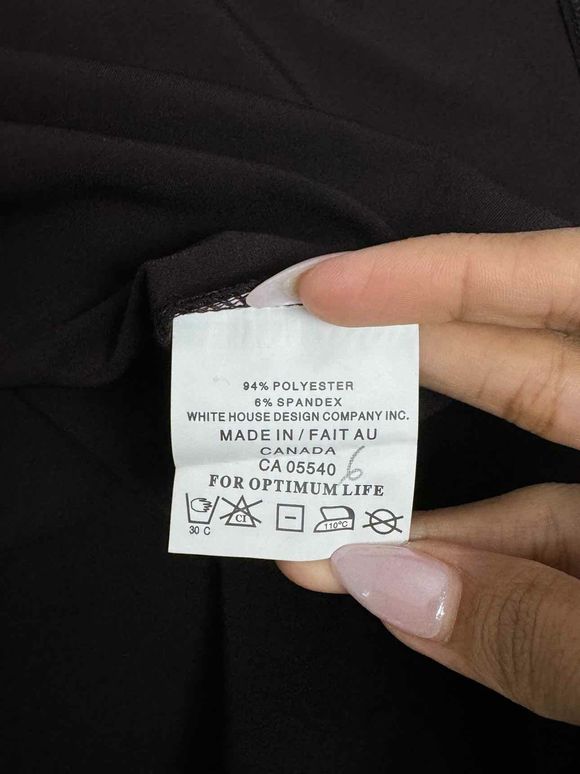 94% POLYESTER
6% SPANDEX
WHITE HOUSE DESIGN COMPANY INC.
MADE IN / FAIT AU
CANADA
CA 05540 6
FOR OPTIMUM LIFE
Cl 110°C
30 C